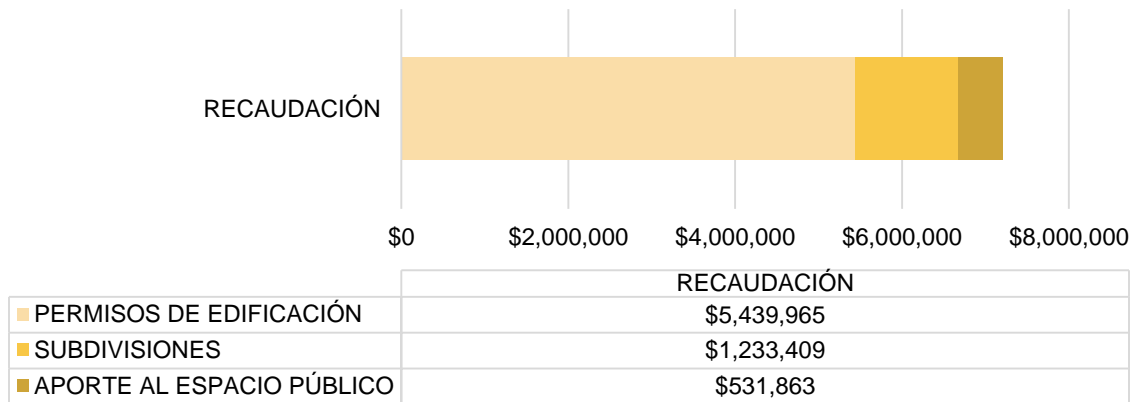 RECAUDACIÓN
$0 $2,000,000 $4,000,000 $6,000,000 $8,000,000
RECAUDACIÓN
PERMISOS DE EDIFICACIÓN $5,439,965
SUBDIVISIONES $1,233,409
APORTE AL ESPACIO PÚBLICO $531,863